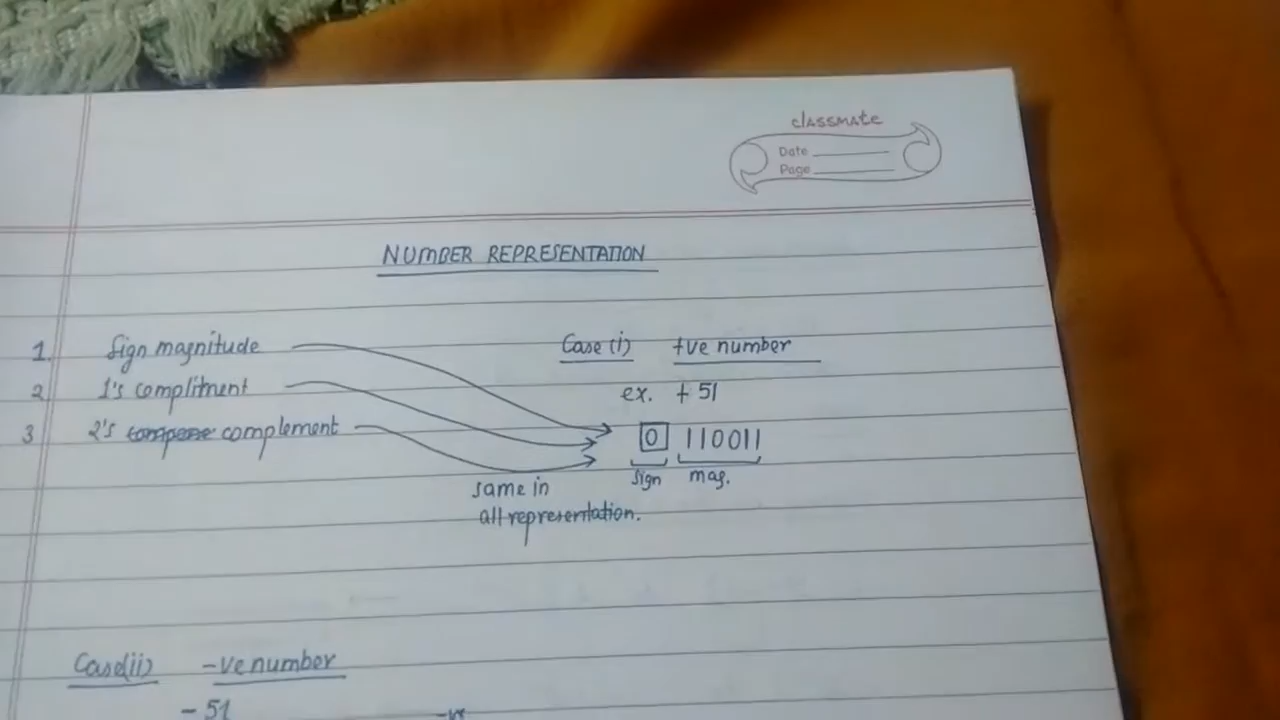 classmate
Date
Page
NUMBER REPRESENTATION
1. Sign magnitude
Case (i) +ve number
2 1's compliment
ex. + 51
3 2's complement
0 110011
sign mag.
same in
all representation.
Case(ii) -ve number
- 51
-ve